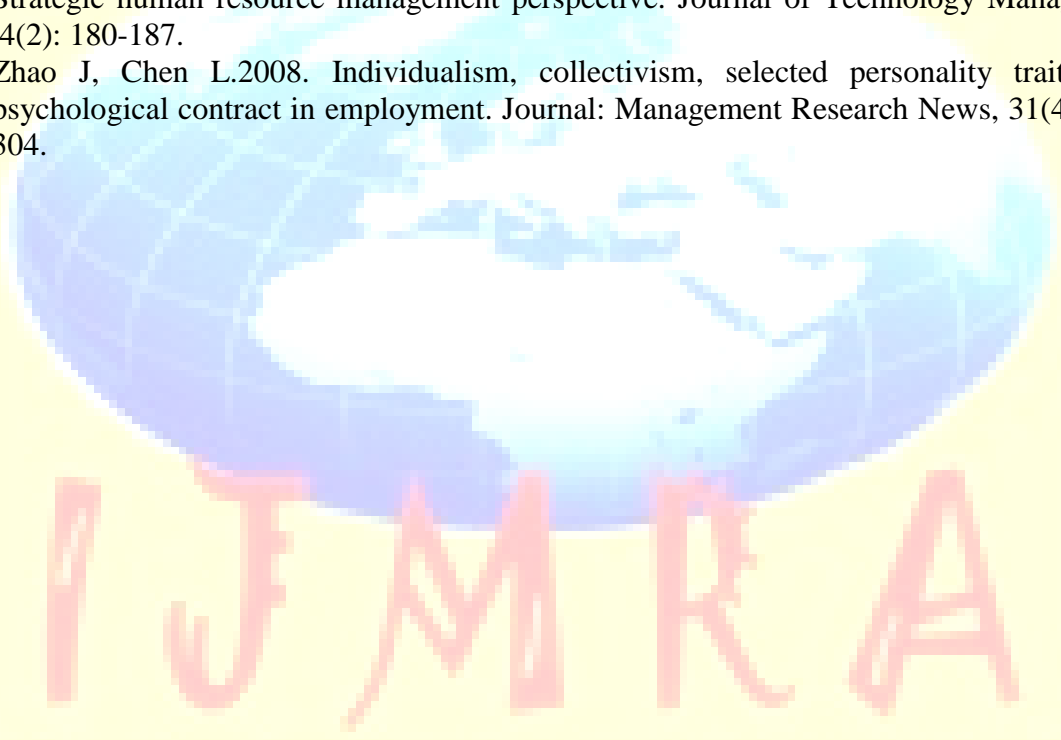 Strategic human resource management perspective. Journal of Technology Mana
4(2): 180-187.
Zhao J, Chen L.2008. Individualism, collectivism, selected personality trait
psychological contract in employment. Journal: Management Research News, 31(4
304.
IJMRA